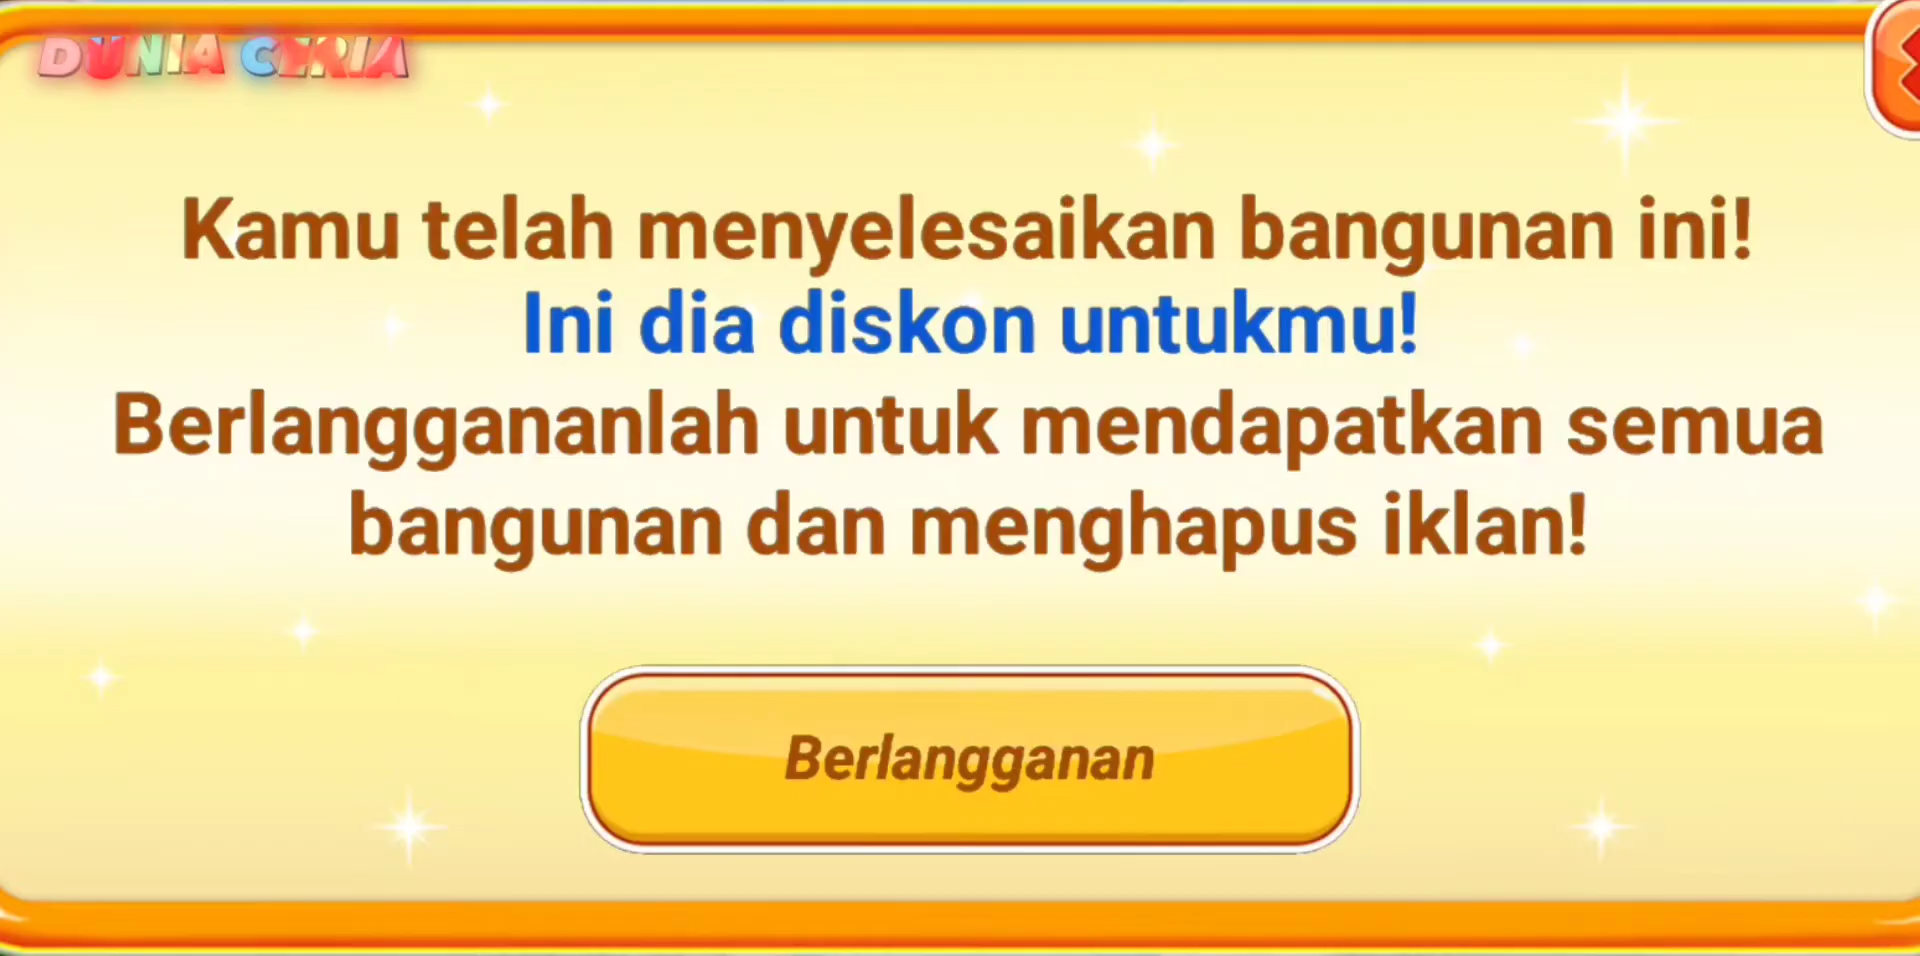 DUNIA CERIA
Kamu telah menyelesaikan bangunan ini!
Ini dia diskon untukmu!
Berlanggananlah untuk mendapatkan semua
bangunan dan menghapus iklan!
Berlangganan